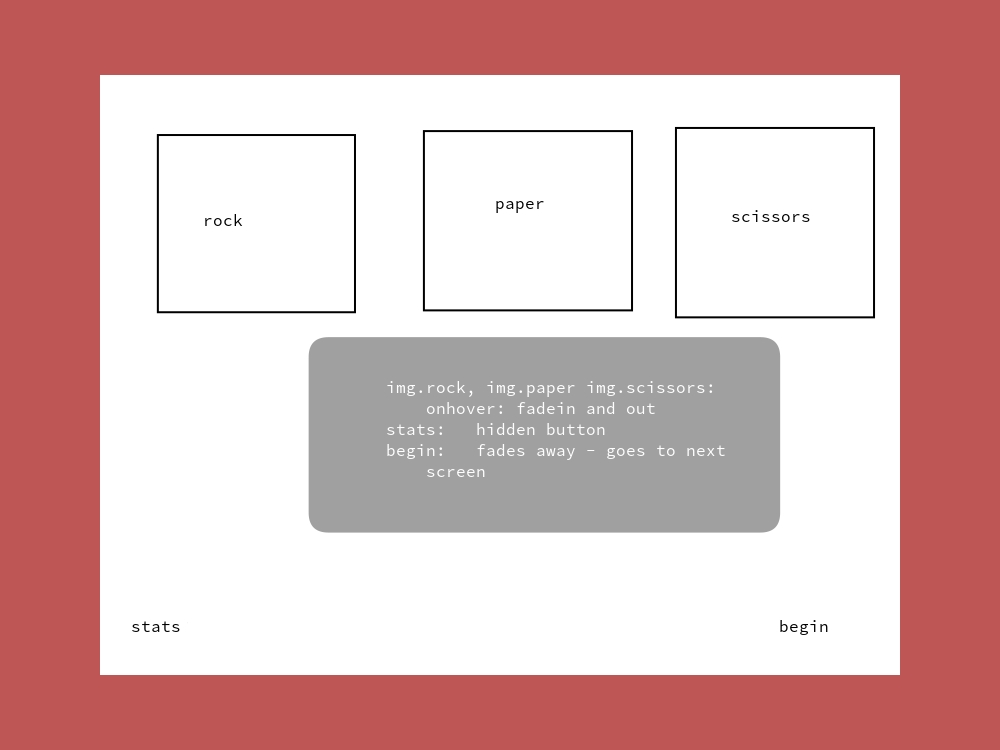 rock
paper
scissors
img.rock, img.paper img.scissors:
    onhover: fadein and out
stats:   hidden button
begin:   fades away - goes to next
    screen
stats
begin